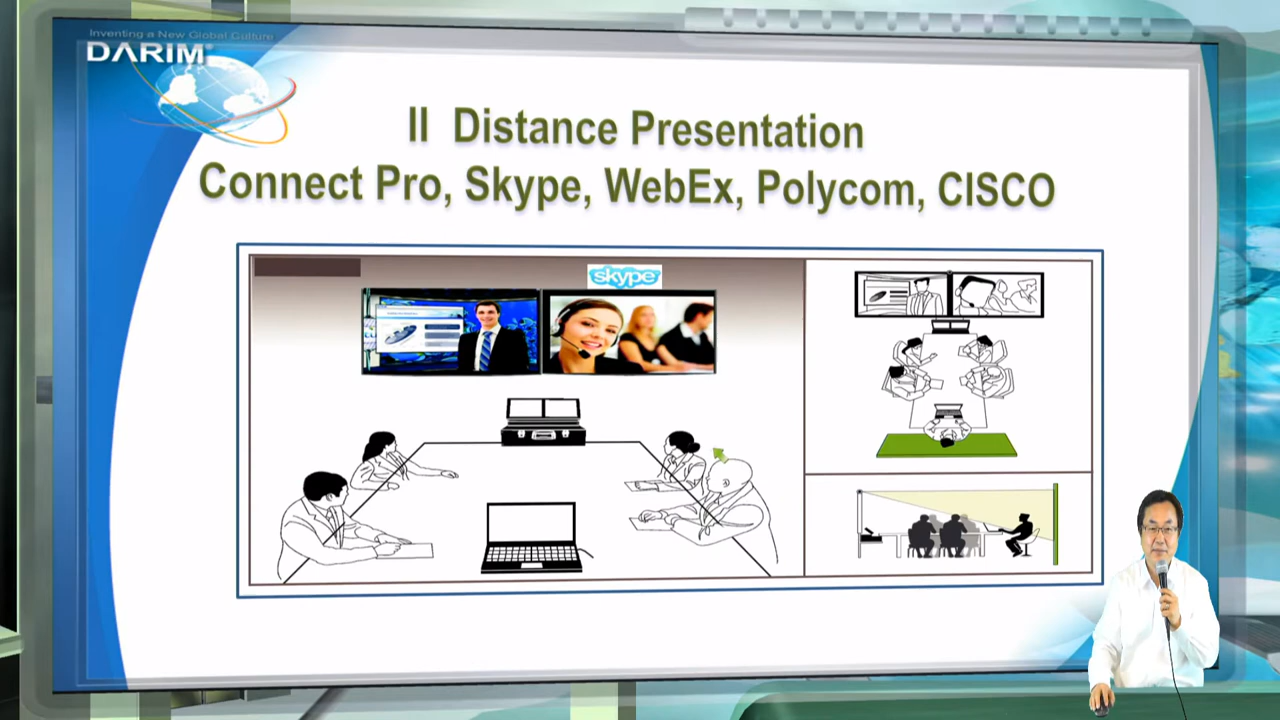 Inventing a New Global Culture
DARIM®
II Distance Presentation
Connect Pro, Skype, WebEx, Polycom, CISCO
skype